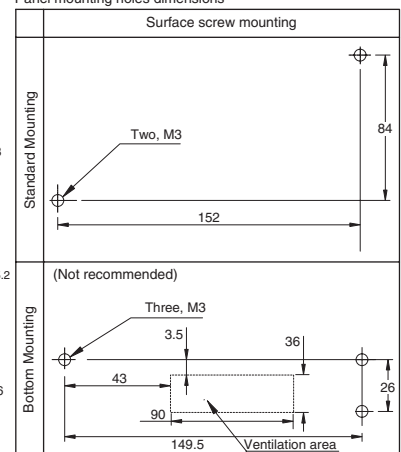 Panel mounting holes dimensions
Surface screw mounting
Standard Mounting
Two, M3
84
152
Bottom Mounting
(Not recommended)
Three, M3
3.5
36
43
26
90
149.5
Ventilation area